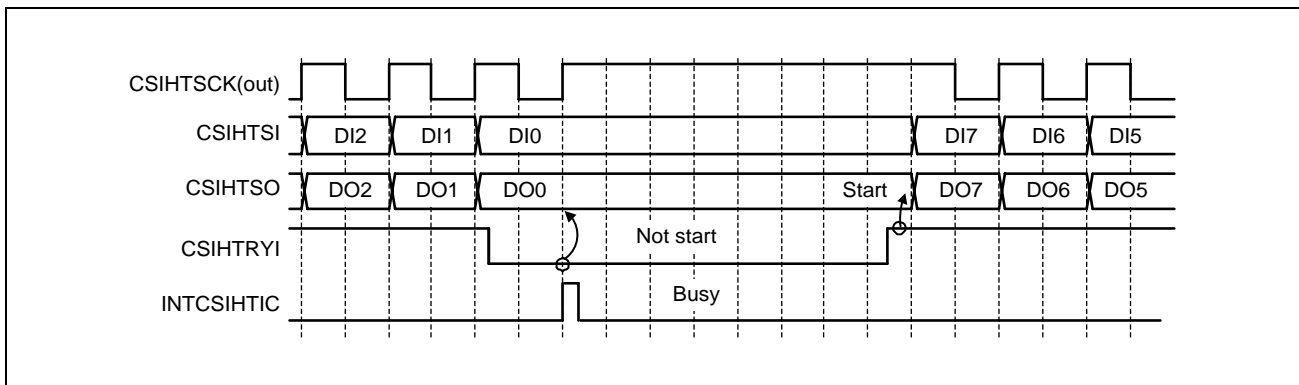 CSIHTSCK(out)
CSIHTSI DI2 DI1 DI0 DI7 DI6 DI5
CSIHTSO DO2 DO1 DO0 Start DO7 DO6 DO5
CSIHTRYI Not start
INTCSIHTIC Busy